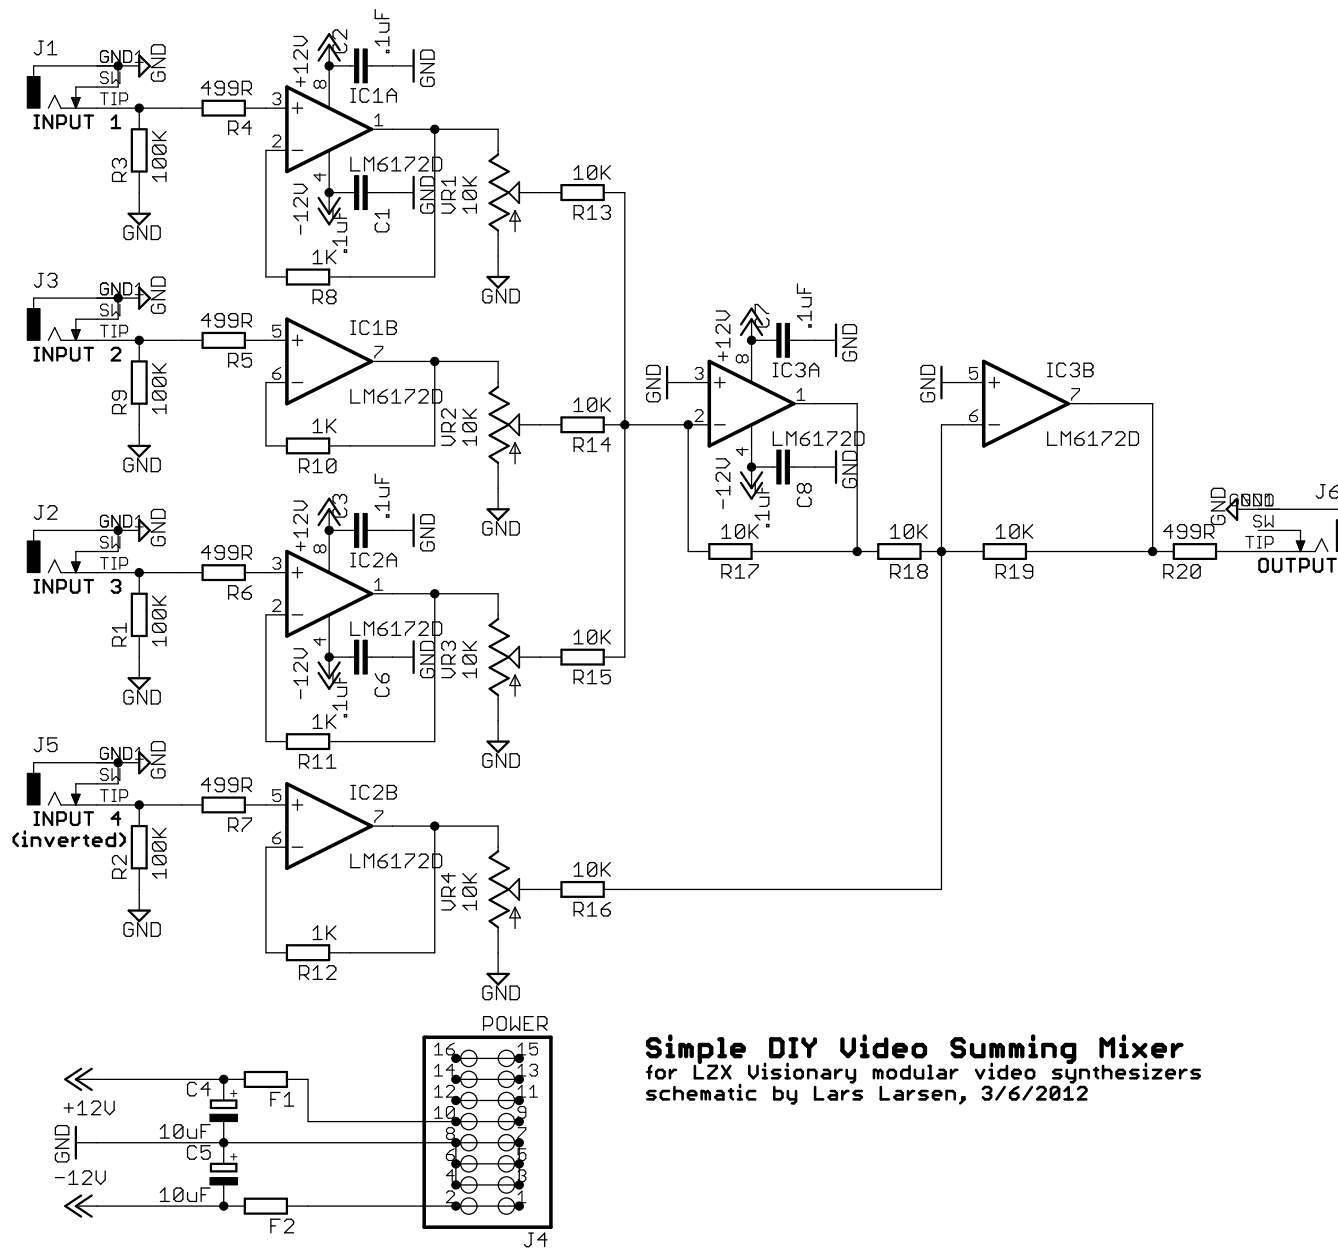 J1
GND1
GND
SW
TIP
INPUT 1
R3
100K
GND
499R
R4
+12V
C2
.1uF
GND
8
IC1A
3
2
1
4
LM6172D
-12V
.1uF
C1
GND
1K
R8
VR1
10K
GND
10K
R13
J3
GND1
GND
SW
TIP
INPUT 2
R9
100K
GND
499R
R5
5
6
7
IC1B
LM6172D
1K
R10
VR2
10K
GND
10K
R14
J2
GND1
GND
SW
TIP
INPUT 3
R1
100K
GND
499R
R6
+12V
C3
.1uF
GND
8
IC2A
3
2
1
4
LM6172D
-12V
.1uF
C6
GND
1K
R11
VR3
10K
GND
10K
R15
J5
GND1
GND
SW
TIP
INPUT 4
(inverted)
R2
100K
GND
499R
R7
5
6
7
IC2B
LM6172D
1K
R12
VR4
10K
GND
10K
R16
GND
+12V
C7
.1uF
GND
8
IC3A
3
2
1
4
LM6172D
-12V
.1uF
C8
GND
10K
R17
10K
R18
GND
5
6
7
IC3B
LM6172D
10K
R19
499R
R20
GND
GND1
J6
SW
TIP
OUTPUT
POWER
16 15
14 13
12 11
10 9
8 7
6 5
4 3
2 1
J4
+12V
GND
-12V
C4
10uF
C5
10uF
F1
F2
Simple DIY Video Summing Mixer
for LZX Visionary modular video synthesizers
schematic by Lars Larsen, 3/6/2012